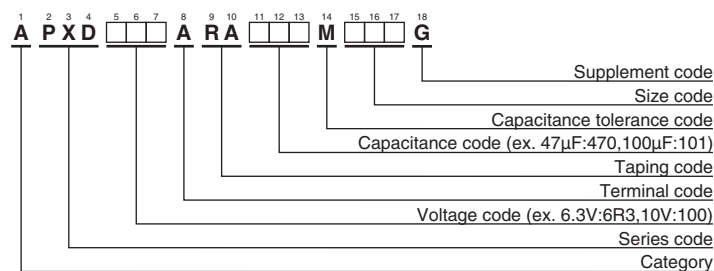 1 2 3 4 5 6 7 8 9 10 11 12 13 14 15 16 17 18
A P X D A R A M G
Supplement code
Size code
Capacitance tolerance code
Capacitance code (ex. 47µF:470,100µF:101)
Taping code
Terminal code
Voltage code (ex. 6.3V:6R3,10V:100)
Series code
Category